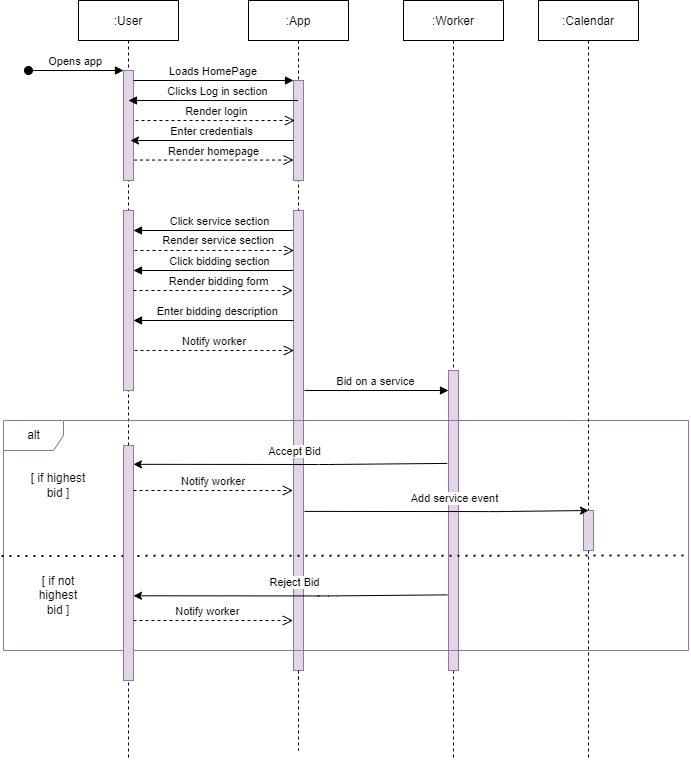 :User
:App
:Worker
:Calendar
Opens app
Loads HomePage
Clicks Log in section
Render login
Enter credentials
Render homepage
Click service section
Render service section
Click bidding section
Render bidding form
Enter bidding description
Notify worker
Bid on a service
alt
Accept Bid
[ if highest
bid ]
Notify worker
Add service event
[ if not
highest
bid ]
Reject Bid
Notify worker